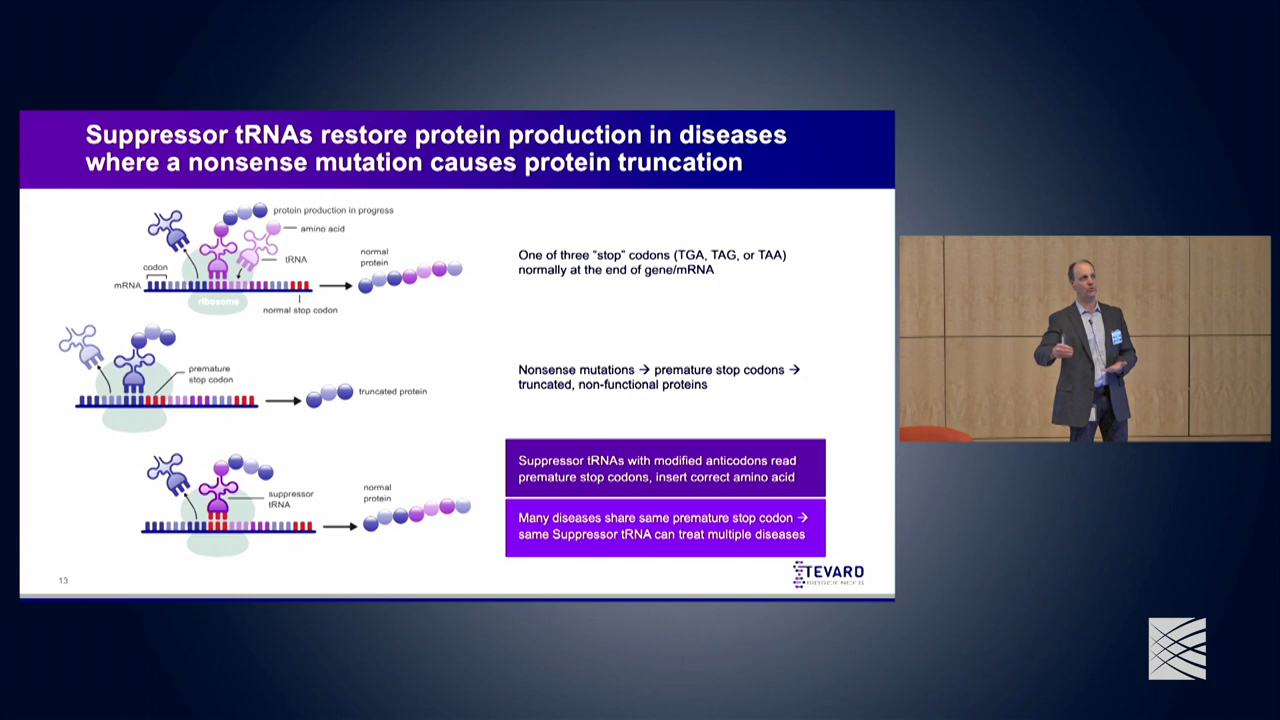 Suppressor tRNAs restore protein production in diseases
where a nonsense mutation causes protein truncation
protein production in progress
amino acid
tRNA
codon
mRNA
ribosome
normal stop codon
normal
protein
One of three “stop” codons (TGA, TAG, or TAA)
normally at the end of gene/mRNA
premature
stop codon
truncated protein
Nonsense mutations → premature stop codons →
truncated, non-functional proteins
suppressor
tRNA
normal
protein
Suppressor tRNAs with modified anticodons read
premature stop codons, insert correct amino acid
Many diseases share same premature stop codon →
same Suppressor tRNA can treat multiple diseases
13
TEVARD
BIOSCIENCES